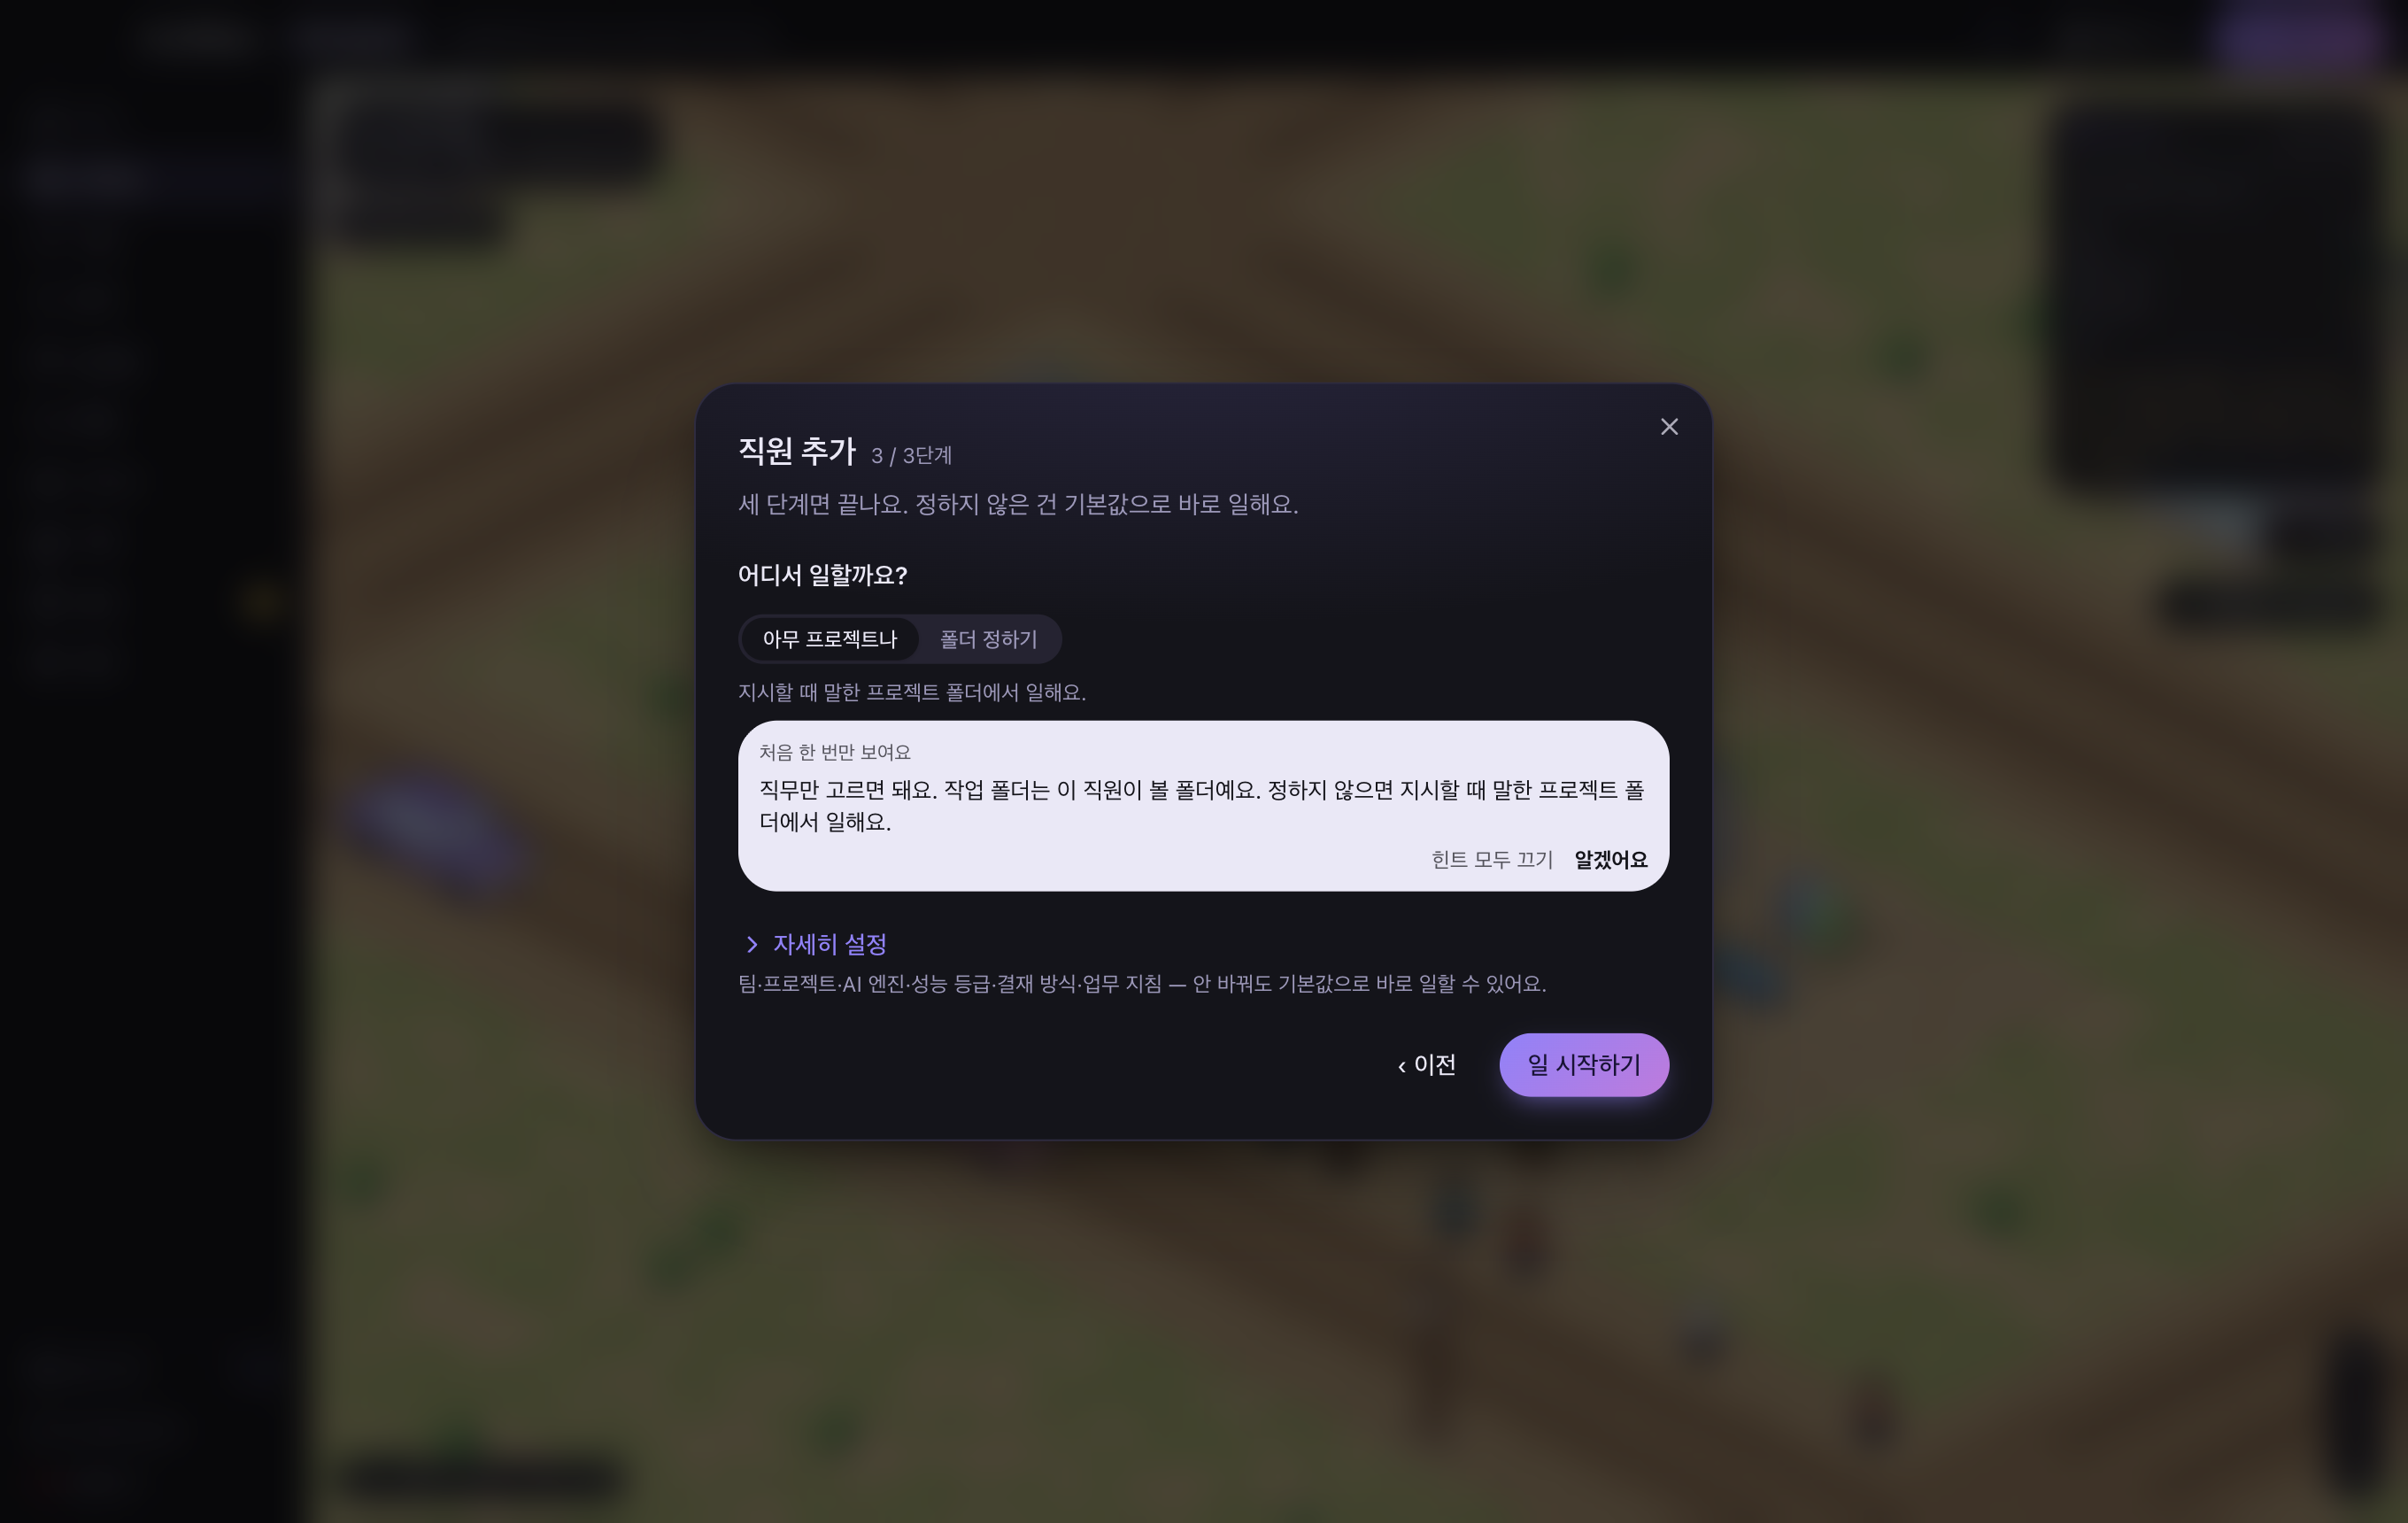 직원 추가 3 / 3단계
세 단계면 끝나요. 정하지 않은 건 기본값으로 바로 일해요.
어디서 일할까요?
아무 프로젝트나 폴더 정하기
지시할 때 말한 프로젝트 폴더에서 일해요.
처음 한 번만 보여요
직무만 고르면 돼요. 작업 폴더는 이 직원이 볼 폴더예요. 정하지 않으면 지시할 때 말한 프로젝트 폴
더에서 일해요.
힌트 모두 끄기 알겠어요
자세히 설정
팀·프로젝트·AI 엔진·성능 등급·결재 방식·업무 지침 — 안 바꿔도 기본값으로 바로 일할 수 있어요.
‹ 이전 일 시작하기